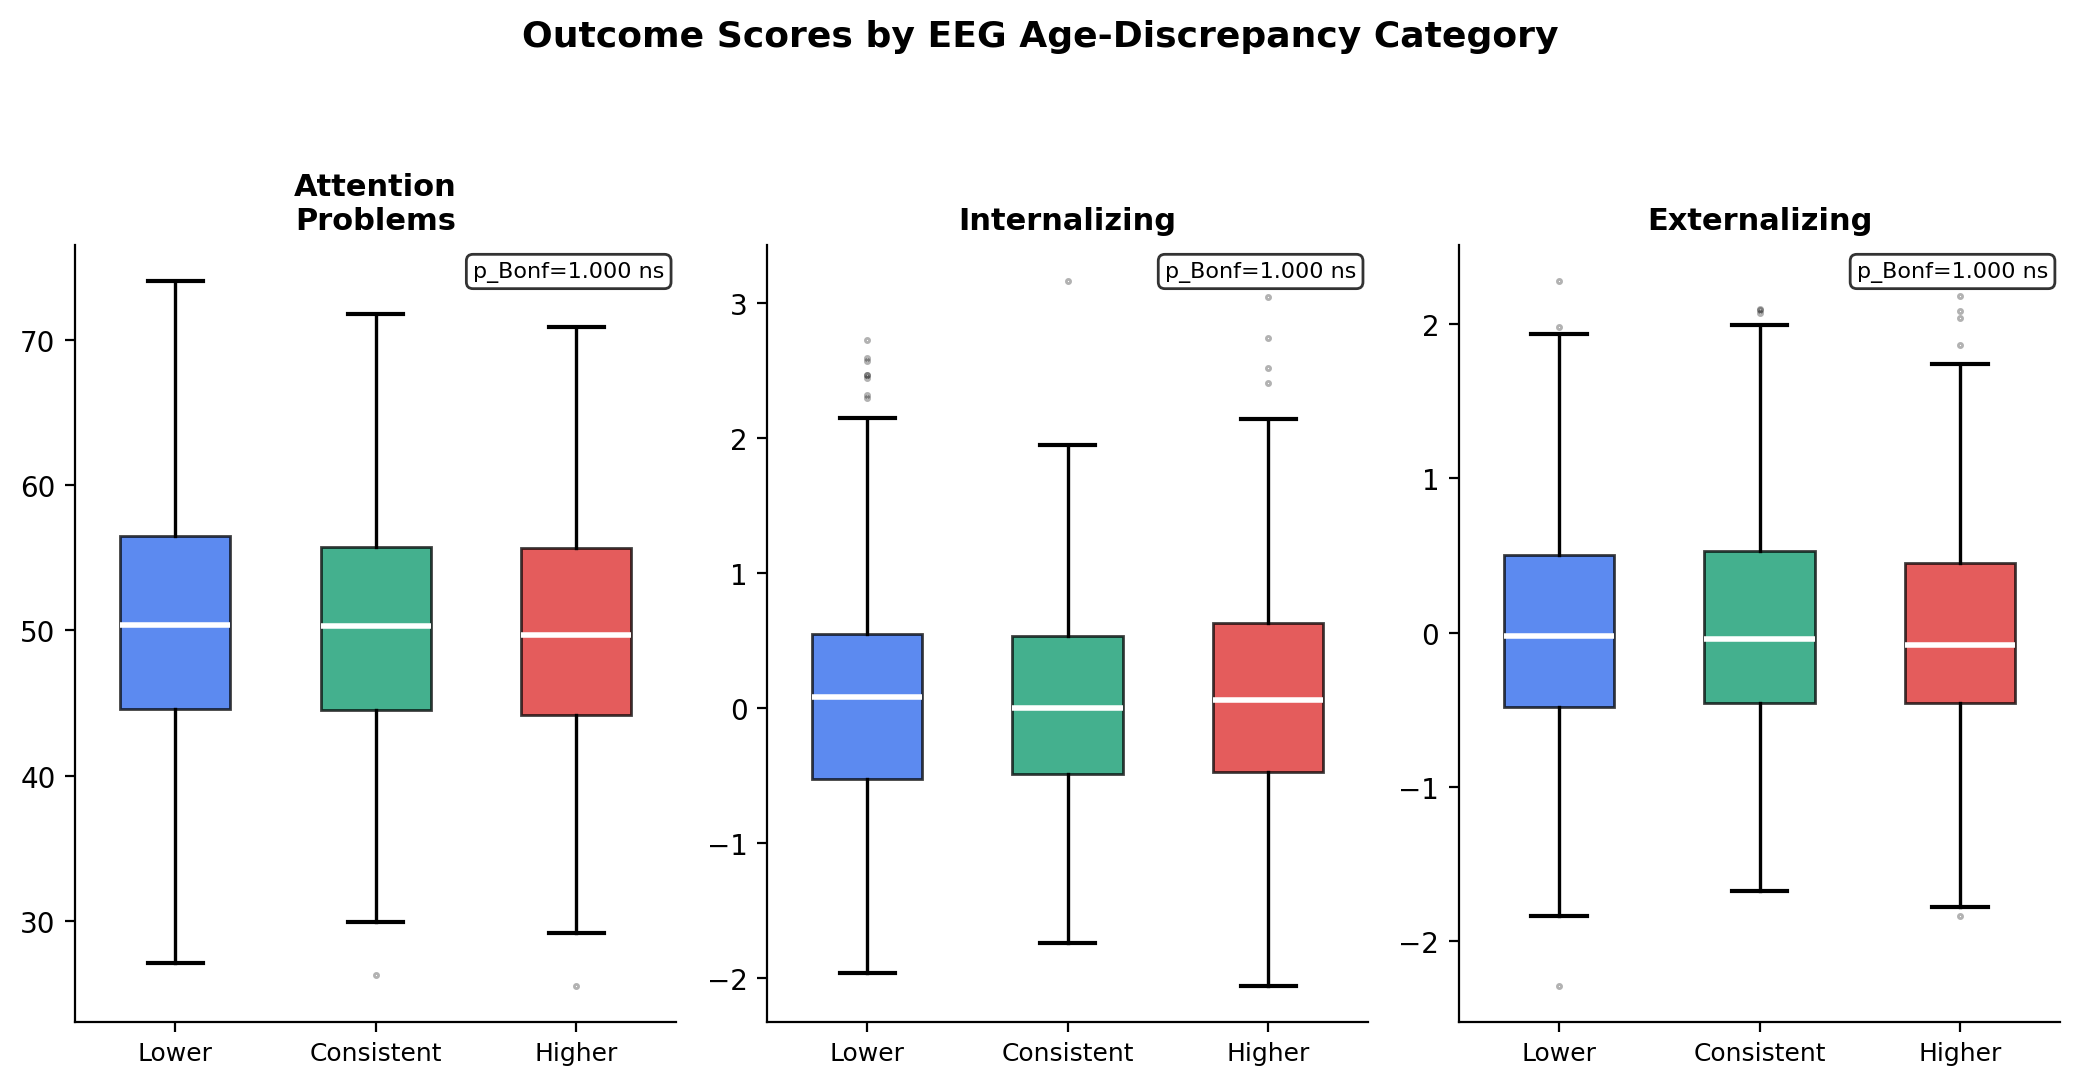 Outcome Scores by EEG Age-Discrepancy Category
Attention
Problems
p_Bonf=1.000 ns
70
60
50
40
30
Lower
Consistent
Higher
Internalizing
p_Bonf=1.000 ns
3
2
1
0
−1
−2
Lower
Consistent
Higher
Externalizing
p_Bonf=1.000 ns
2
1
0
−1
−2
Lower
Consistent
Higher